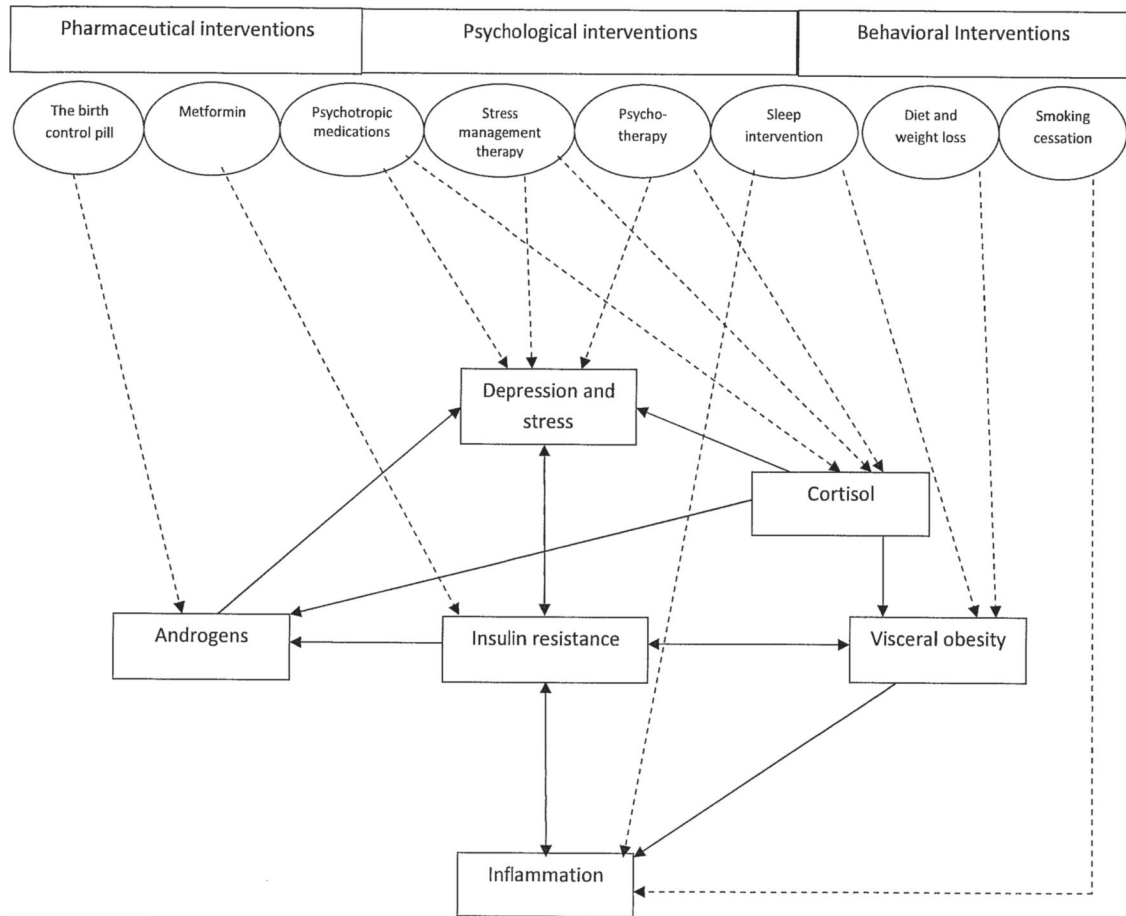 Pharmaceutical interventions
Psychological interventions
Behavioral Interventions
The birth
control pill
Metformin
Psychotropic
medications
Stress
management
therapy
Psycho-
therapy
Sleep
intervention
Diet and
weight loss
Smoking
cessation
Depression and
stress
Cortisol
Androgens
Insulin resistance
Visceral obesity
Inflammation